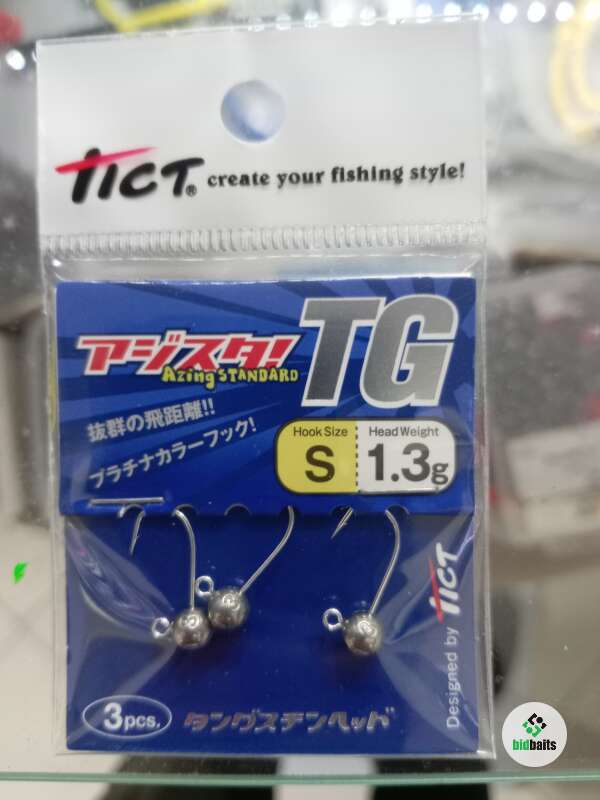 TICT® create your fishing style!
アジスタ! TG
Azing STANDARD
抜群の飛距離!!
プラチナカラーフック!
Hook Size S
Head Weight 1.3g
Designed by TICT
3pcs.
タングステンヘッド
bidbaits